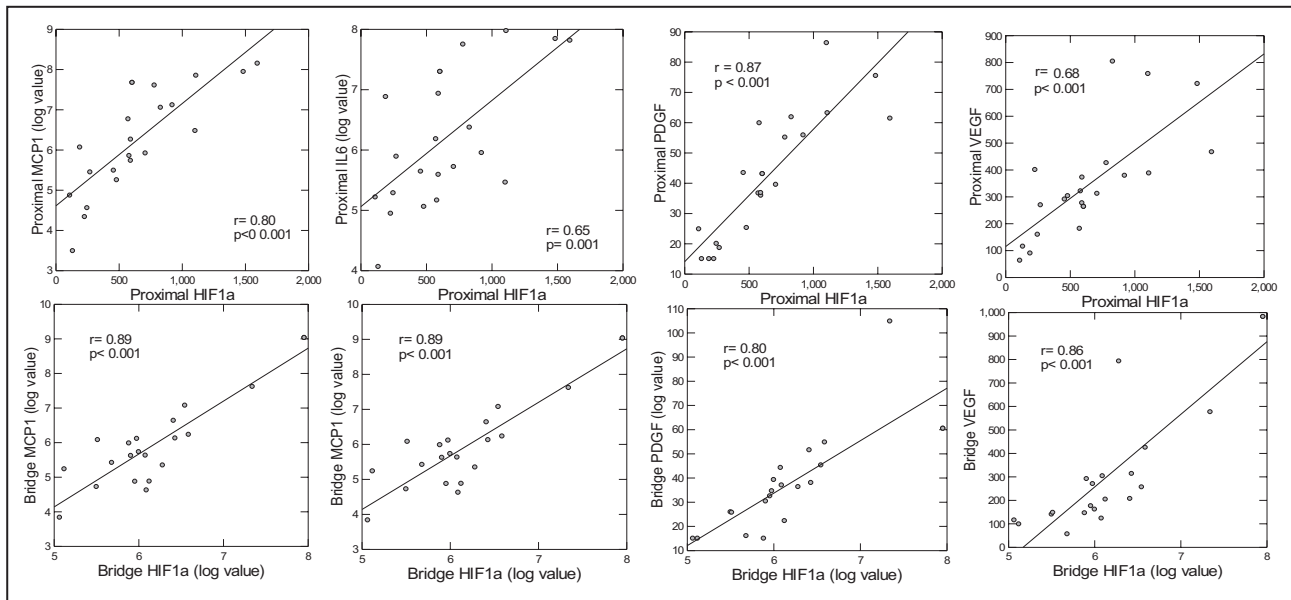 Proximal MCP1 (log value)
9
8
7
6
5
4
3
r= 0.80
p<0 0.001
0 500 1,000 1,500 2,000
Proximal HIF1a
Proximal IL6 (log value)
8
7
6
5
4
r= 0.65
p= 0.001
0 500 1,000 1,500 2,000
Proximal HIF1a
Proximal PDGF
90
80
70
60
50
40
30
20
10
r = 0.87
p < 0.001
0 500 1,000 1,500 2,000
Proximal HIF1a
Proximal VEGF
900
800
700
600
500
400
300
200
100
0
r= 0.68
p< 0.001
0 500 1,000 1,500 2,000
Proximal HIF1a
Bridge MCP1 (log value)
10
9
8
7
6
5
4
3
r= 0.89
p< 0.001
5 6 7 8
Bridge HIF1a (log value)
Bridge MCP1 (log value)
10
9
8
7
6
5
4
3
r= 0.89
p< 0.001
5 6 7 8
Bridge HIF1a (log value)
Bridge PDGF (log value)
110
100
90
80
70
60
50
40
30
20
10
r= 0.80
p< 0.001
5 6 7 8
Bridge HIF1a (log value)
Bridge VEGF
1,000
900
800
700
600
500
400
300
200
100
0
r= 0.86
p< 0.001
5 6 7 8
Bridge HIF1a (log value)